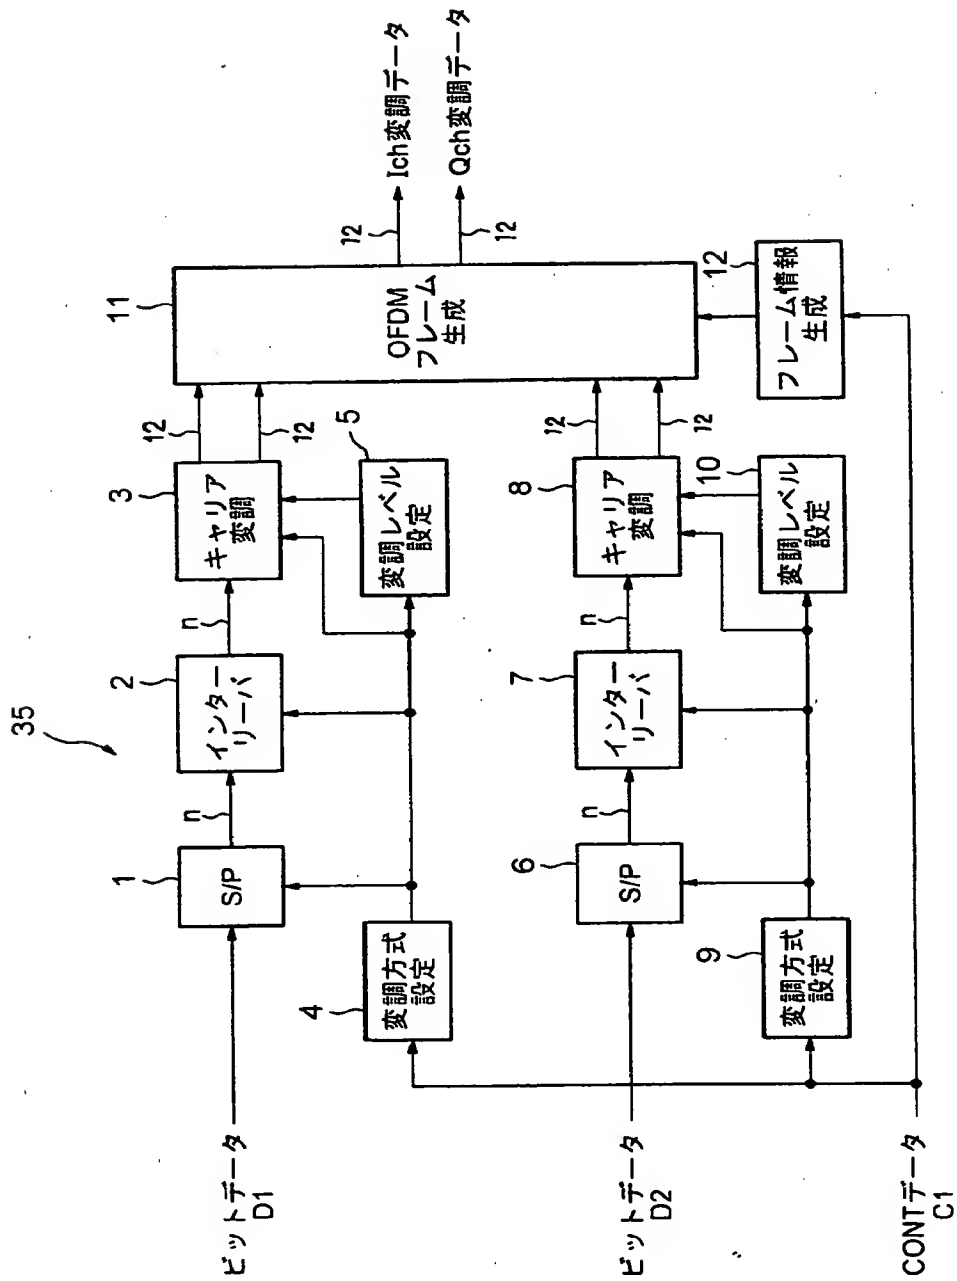 35
ビットデータ
D1
1
S/P
n
2
インター
リーバ
n
3
キャリア
変調
12
12
4
変調方式
設定
5
変調レベル
設定
11
OFDM
フレーム
生成
12
Ich変調データ
12
Qch変調データ
ビットデータ
D2
6
S/P
n
7
インター
リーバ
n
8
キャリア
変調
12
12
9
変調方式
設定
10
変調レベル
設定
12
フレーム情報
生成
CONTデータ
C1